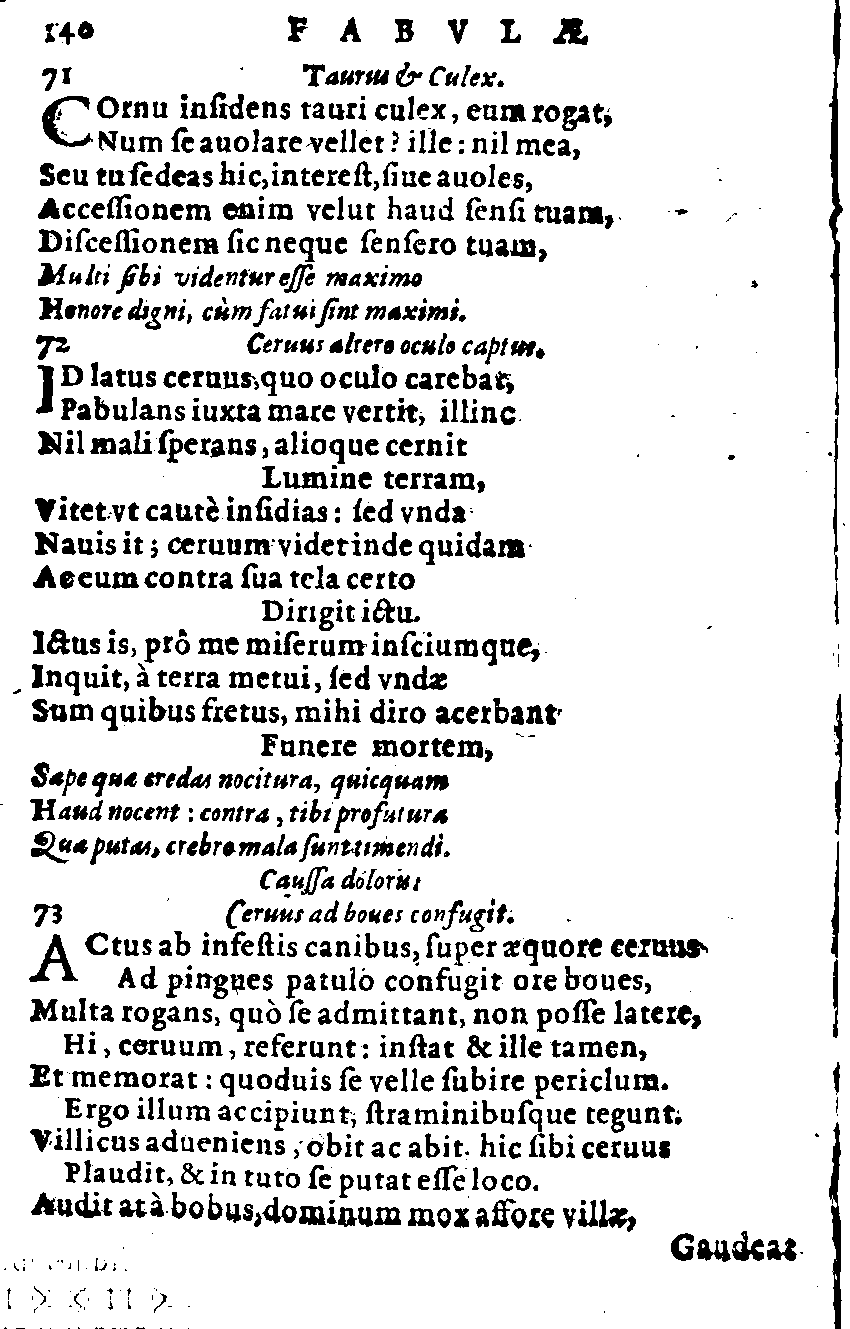 140 FABVLÆ
71 Taurus & Culex.
COrnu inſidens tauri culex, eum rogat,
Num ſe auolare vellet? ille: nil mea,
Seu tu ſedeas hic, intereſt, ſiue auoles,
Acceſſionem enim velut haud ſenſi tuam,
Diſceſſionem ſic neque ſenſero tuam,
Multi ſibi videntur eſſe maximo
Honore digni, cùm fatui ſint maximi.
72 Ceruus altero oculo captus.
ID latus ceruus, quo oculo carebat,
Pabulans iuxta mare vertit, illinc
Nil mali ſperans, alioque cernit
Lumine terram,
Vitet vt cautè inſidias: ſed vnda
Nauis it; ceruum videt inde quidam
Ac eum contra ſua tela certo
Dirigit ictu.
Ictus is, prô me miſerum inſciumque,
Inquit, à terra metui, ſed vndæ
Sum quibus fretus, mihi diro acerbant
Funere mortem,
Sæpe quæ credas nocitura, quicquam
Haud nocent: contra, tibi profutura
Quæ putas, crebro mala ſunt timendi.
Cauſſa doloris:
73 Ceruus ad boues confugit.
ACtus ab infeſtis canibus, ſuper æquore ceruus
Ad pingues patulo confugit ore boues,
Multa rogans, quò ſe admittant, non poſſe latere,
Hi, ceruum, referunt: inſtat & ille tamen,
Et memorat: quoduis ſe velle ſubire periclum.
Ergo illum accipiunt, ſtraminibuſque tegunt.
Villicus adueniens, obit ac abit. hic ſibi ceruus
Plaudit, & in tuto ſe putat eſſe loco.
Audit at à bobus, dominum mox affore villæ,
Gaudeat